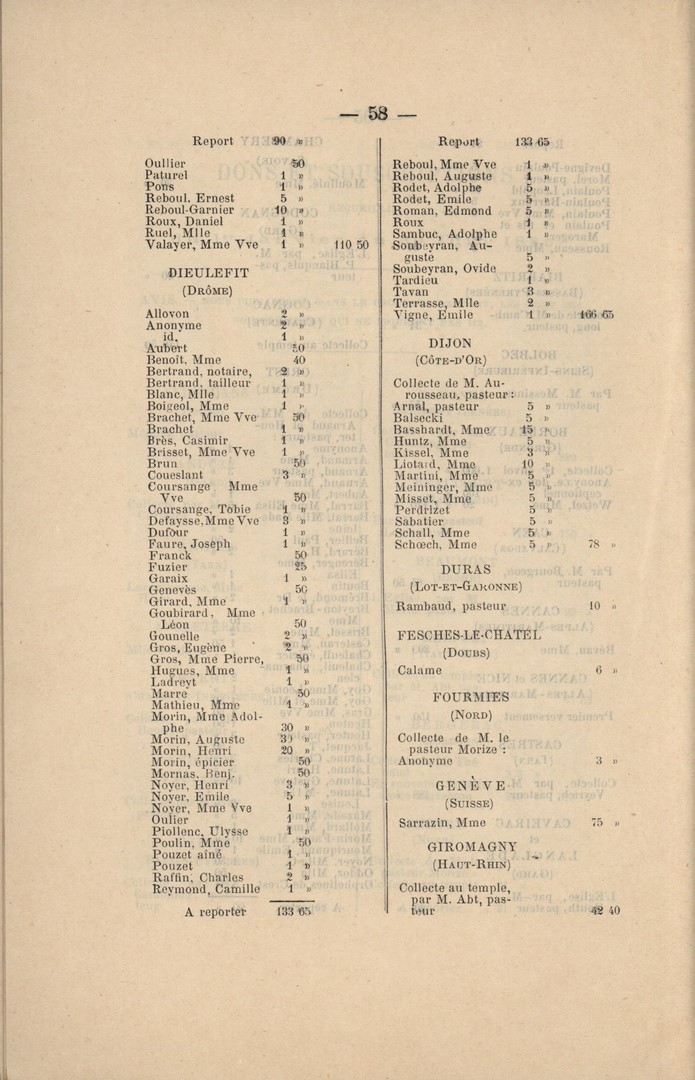 — 58 —
Report 90 »
Oullier 50
Paturel 1 »
Pons 1 »
Reboul, Ernest 5 »
Reboul-Garnier 10 »
Roux, Daniel 1 »
Ruel, Mlle 1 »
Valayer, Mme Vve 1 » 110 50
DIEULEFIT
(DRÔME)
Allovon 2 »
Anonyme 2 »
id. 1 »
Aubert 50
Benoît, Mme 40
Bertrand, notaire, 2 »
Bertrand, tailleur 1 »
Blanc, Mlle 1 »
Boigeol, Mme 1 »
Brachet, Mme Vve 50
Brachet 1 »
Brès, Casimir 1 »
Brisset, Mme Vve 1 »
Brun 50
Coueslant 3 »
Coursange Mme
Vve 50
Coursange, Tobie 1 »
Defaysse, Mme Vve 3 »
Dufour 1 »
Faure, Joseph 1 »
Franck 50
Fuzier 25
Garaix 1 »
Genevès 50
Girard, Mme 1 »
Goubirard, Mme
Léon 50
Gounelle 2 »
Gros, Eugène 2 »
Gros, Mme Pierre, 50
Hugues, Mme 1 »
Ladreyt 1 »
Marre 50
Mathieu, Mme 1 »
Morin, Mme Adol-
phe 30 »
Morin, Auguste 30 »
Morin, Henri 20 »
Morin, épicier 50
Mornas, Benj. 50
Noyer, Henri 3 »
Noyer, Emile 5 »
Noyer, Mme Vve 1 »
Oulier 1 »
Piollenc, Ulysse 1 »
Poulin, Mme 50
Pouzet aîné 1 »
Pouzet 1 »
Raffin, Charles 2 »
Reymond, Camille 1 »
A reporter 133 65
Report 133 65
Reboul, Mme Vve 1 »
Reboul, Auguste 1 »
Rodet, Adolphe 5 »
Rodet, Emile 5 »
Roman, Edmond 5 »
Roux 1 »
Sambuc, Adolphe 1 »
Soubeyran, Au-
guste 5 »
Soubeyran, Ovide 2 »
Tardieu 1 »
Tavan 3 »
Terrasse, Mlle 2 »
Vigne, Emile 1 » 166 65
DIJON
(CÔTE-D'OR)
Collecte de M. Au-
rousseau, pasteur :
Arnal, pasteur 5 »
Balsecki 5 »
Basshardt, Mme 15 »
Huntz, Mme 5 »
Kissel, Mme 3 »
Liotard, Mme 10 »
Martini, Mme 5 »
Meininger, Mme 5 »
Misset, Mme 5 »
Perdrizet 5 »
Sabatier 5 »
Schall, Mme 5 »
Schœch, Mme 5 » 78 »
DURAS
(LOT-ET-GARONNE)
Rambaud, pasteur 10 »
FESCHES-LE-CHATEL
(DOUBS)
Calame 6 »
FOURMIES
(NORD)
Collecte de M. le
pasteur Morize :
Anonyme 3 »
GENÈVE
(SUISSE)
Sarrazin, Mme 75 »
GIROMAGNY
(HAUT-RHIN)
Collecte au temple,
par M. Abt, pas-
teur 42 40